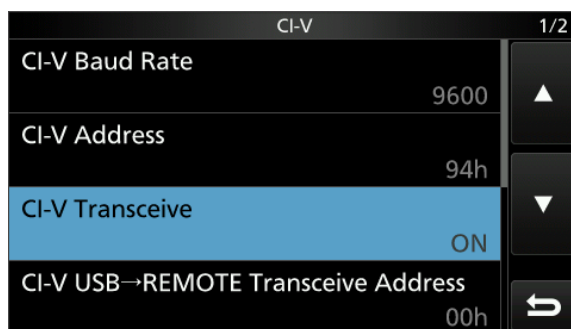 CI-V 1/2
CI-V Baud Rate
9600
CI-V Address
94h
CI-V Transceive
ON
CI-V USB→REMOTE Transceive Address
00h